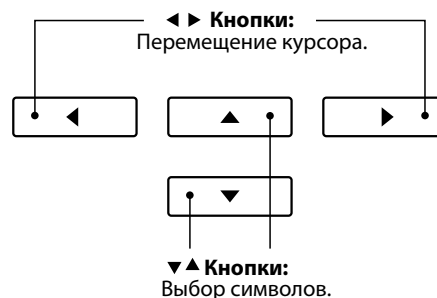 ◀ ▶ Кнопки:
Перемещение курсора.
◀
▲
▶
▼
▼▲ Кнопки:
Выбор символов.